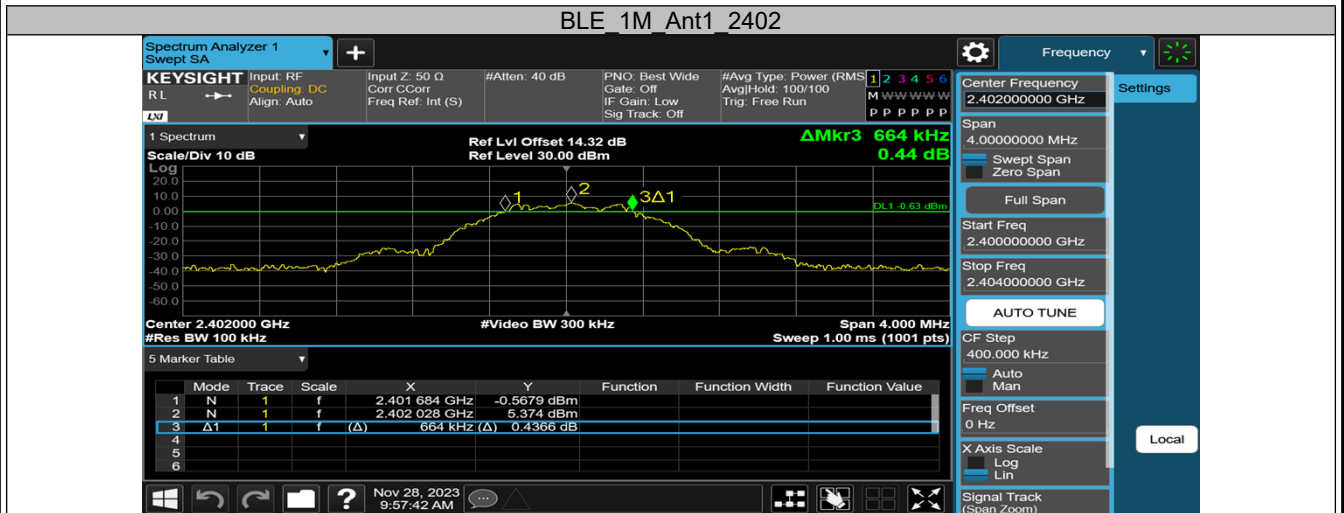 BLE_1M_Ant1_2402
Spectrum Analyzer 1
Swept SA
+
Frequency
KEYSIGHT
RL
LXI
Input: RF
Coupling: DC
Align: Auto
Input Z: 50 Ω
Corr CCorr
Freq Ref: Int (S)
#Atten: 40 dB
PNO: Best Wide
Gate: Off
IF Gain: Low
Sig Track: Off
#Avg Type: Power (RMS
Avg|Hold: 100/100
Trig: Free Run
1 2 3 4 5 6
M W W W W W
P P P P P P
1 Spectrum
Scale/Div 10 dB
Ref Lvl Offset 14.32 dB
Ref Level 30.00 dBm
ΔMkr3 664 kHz
0.44 dB
Log
20.0
10.0
0.00
-10.0
-20.0
-30.0
-40.0
-50.0
-60.0
1
2
3Δ1
DL1 -0.63 dBm
Center 2.402000 GHz
#Video BW 300 kHz
Span 4.000 MHz
#Res BW 100 kHz
Sweep 1.00 ms (1001 pts)
5 Marker Table
Mode Trace Scale X Y Function Function Width Function Value
1 N 1 f 2.401 684 GHz -0.5679 dBm
2 N 1 f 2.402 028 GHz 5.374 dBm
3 Δ1 1 f (Δ) 664 kHz (Δ) 0.4366 dB
4
5
6
Center Frequency
2.402000000 GHz
Settings
Span
4.00000000 MHz
Swept Span
Zero Span
Full Span
Start Freq
2.400000000 GHz
Stop Freq
2.404000000 GHz
AUTO TUNE
CF Step
400.000 kHz
Auto
Man
Freq Offset
0 Hz
X Axis Scale
Log
Lin
Local
Signal Track
(Span Zoom)
?
Nov 28, 2023
9:57:42 AM